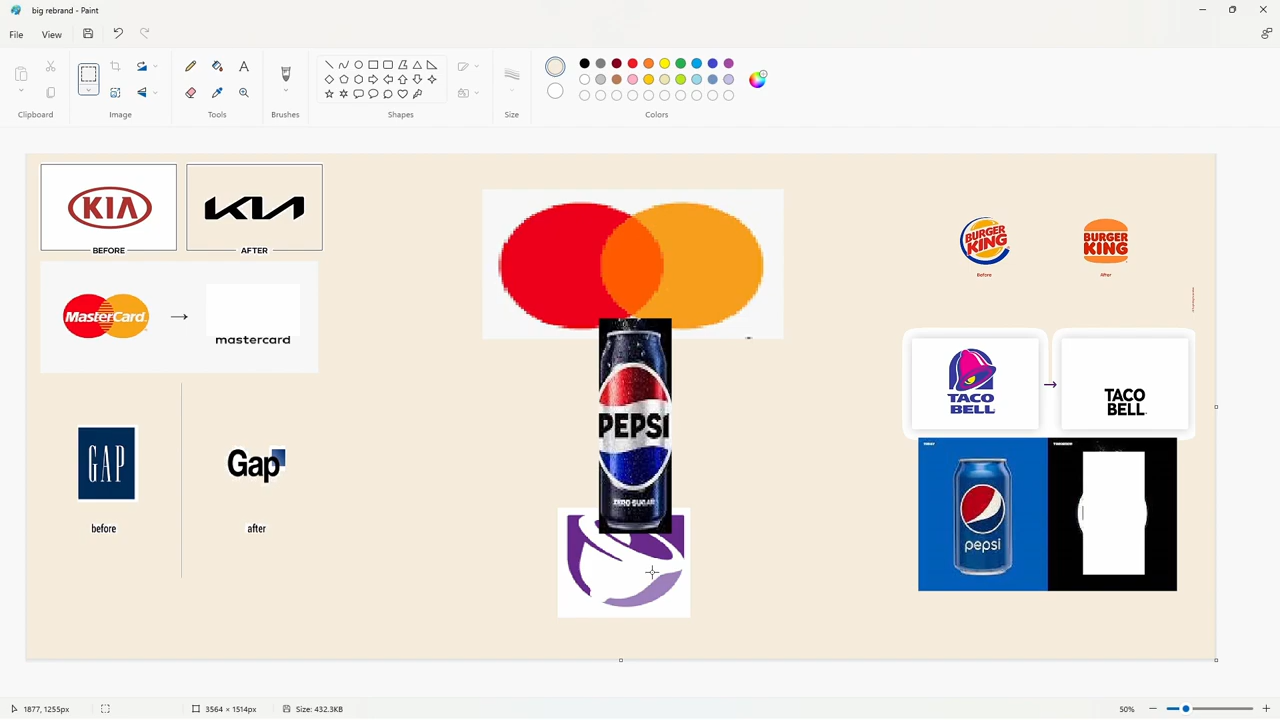 big rebrand - Paint
File
View
Clipboard
Image
Tools
Brushes
Shapes
Size
Colors
A
KIA
BEFORE
KIA
AFTER
MasterCard
mastercard
GAP
before
Gap
after
PEPSI
ZERO SUGAR
BURGER
KING
Before
BURGER
KING
After
TACO
BELL
TACO
BELL
pepsi
1877, 1255px
3564 × 1514px
Size: 432.3KB
50%